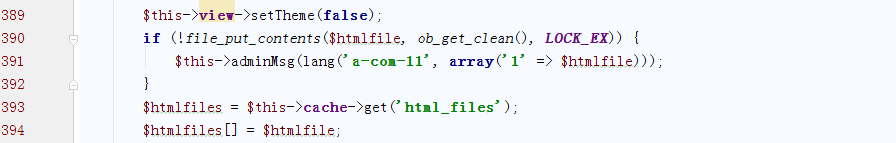 389 $this->view->setTheme(false);
390 if (!file_put_contents($htmlfile, ob_get_clean(), LOCK_EX)) {
391 $this->adminMsg(lang('a-con-11', array('1' => $htmlfile)));
392 }
393 $htmlfiles = $this->cache->get('html_files');
394 $htmlfiles[] = $htmlfile;